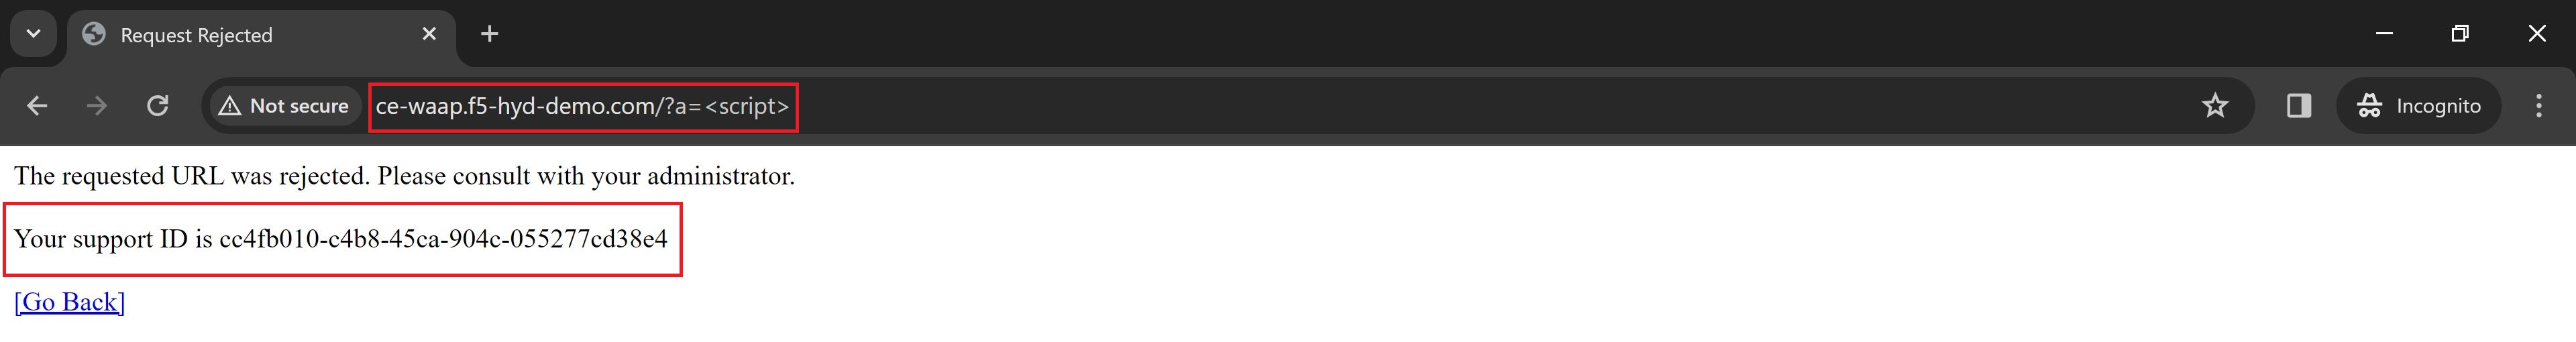 Request Rejected
Not secure ce-waap.f5-hyd-demo.com/?a=<script> Incognito
The requested URL was rejected. Please consult with your administrator.
Your support ID is cc4fb010-c4b8-45ca-904c-055277cd38e4
[Go Back]